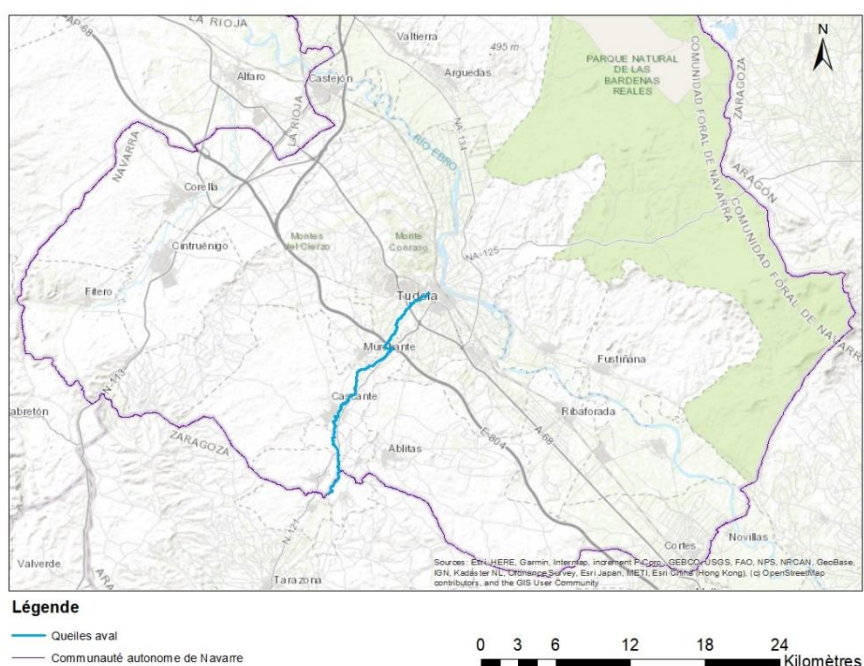 LA RIOJA
AP-68
Valtierra
495 m
PARQUE NATURAL
DE LAS
BARDENAS
REALES
N
Alfaro
Castejón
Arguedas
COMUNIDAD FORAL DE NAVARRA
ZARAGOZA
LA RIOJA
NA-134
RÍO EBRO
NAVARRA
ARAGÓN
Corella
COMUNIDAD FORAL DE NAVARRA
Montes
del Cierzo
Monte
Cintruénigo
NA-125
Fitero
Tudela
Murchante
Fustiñana
N-113
Cascante
Ribaforada
abretón
ZARAGOZA
Ablitas
E-804
A-68
N-121
Cortes
Novillas
Valverde
ARA
Tarazona
Sources: Esri, HERE, Garmin, Intermap, increment P Corp., GEBCO, USGS, FAO, NPS, NRCAN, GeoBase,
IGN, Kadaster NL, Ordnance Survey, Esri Japan, METI, Esri China (Hong Kong), (c) OpenStreetMap
contributors, and the GIS User Community
Légende
Queiles aval
Communauté autonome de Navarre
0 3 6 12 18 24
Kilomètres